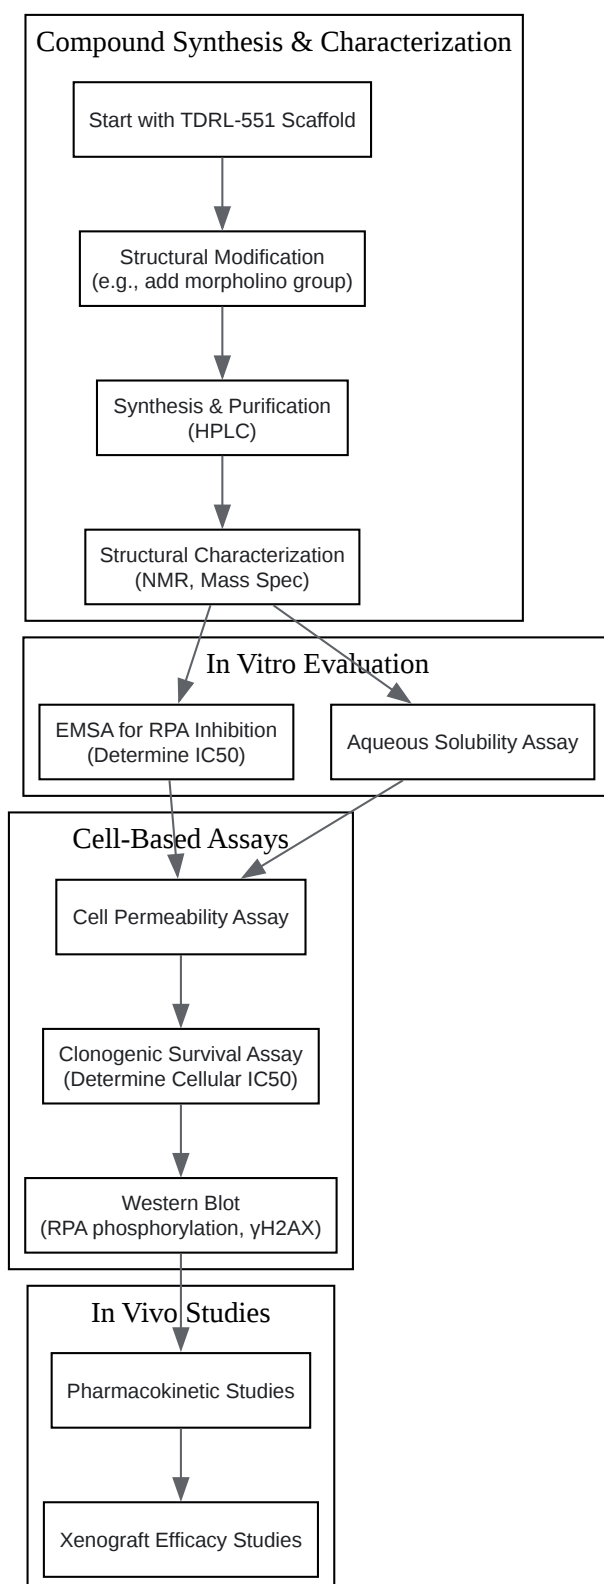 Compound Synthesis & Characterization
Start with TDRL-551 Scaffold
Structural Modification
(e.g., add morpholino group)
Synthesis & Purification
(HPLC)
Structural Characterization
(NMR, Mass Spec)
In Vitro Evaluation
EMSA for RPA Inhibition
(Determine IC50)
Aqueous Solubility Assay
Cell-Based Assays
Cell Permeability Assay
Clonogenic Survival Assay
(Determine Cellular IC50)
Western Blot
(RPA phosphorylation, γH2AX)
In Vivo Studies
Pharmacokinetic Studies
Xenograft Efficacy Studies